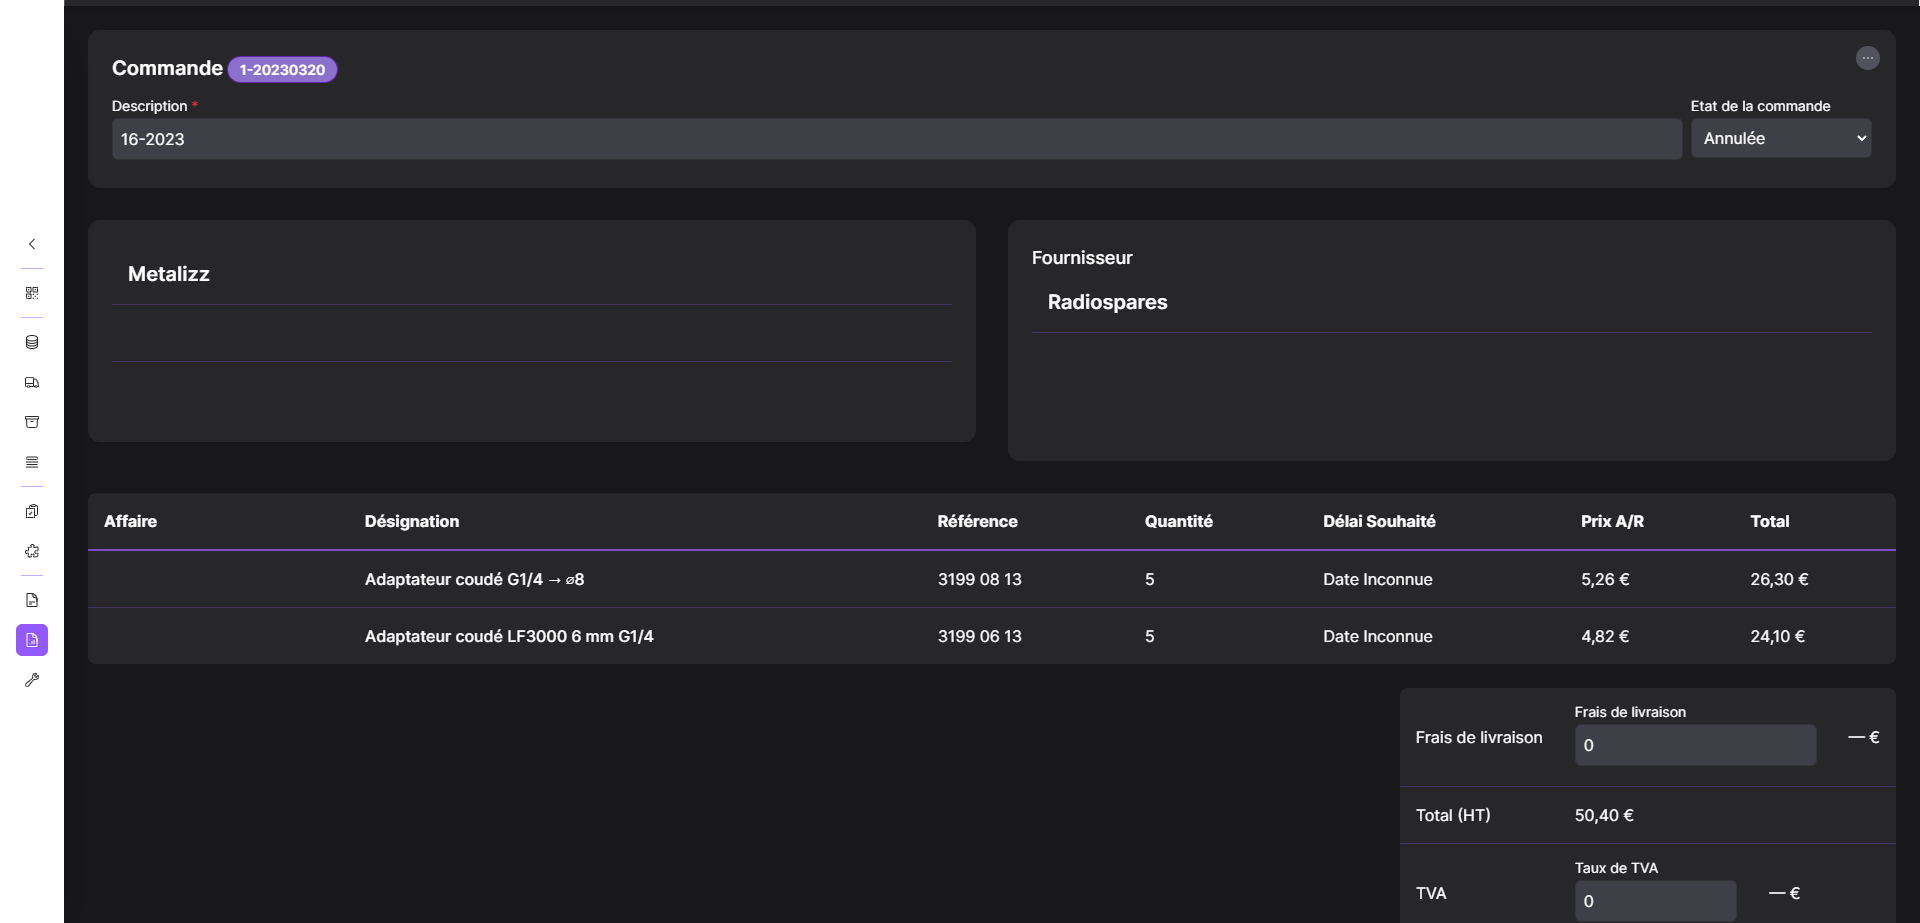 Commande 1-20230320
Description *
16-2023
Etat de la commande
Annulée
Metalizz
Fournisseur
Radiospares
Affaire Désignation Référence Quantité Délai Souhaité Prix A/R Total
Adaptateur coudé G1/4 → ⌀8 3199 08 13 5 Date Inconnue 5,26 € 26,30 €
Adaptateur coudé LF3000 6 mm G1/4 3199 06 13 5 Date Inconnue 4,82 € 24,10 €
Frais de livraison
Frais de livraison 0 — €
Total (HT) 50,40 €
Taux de TVA
TVA 0 — €